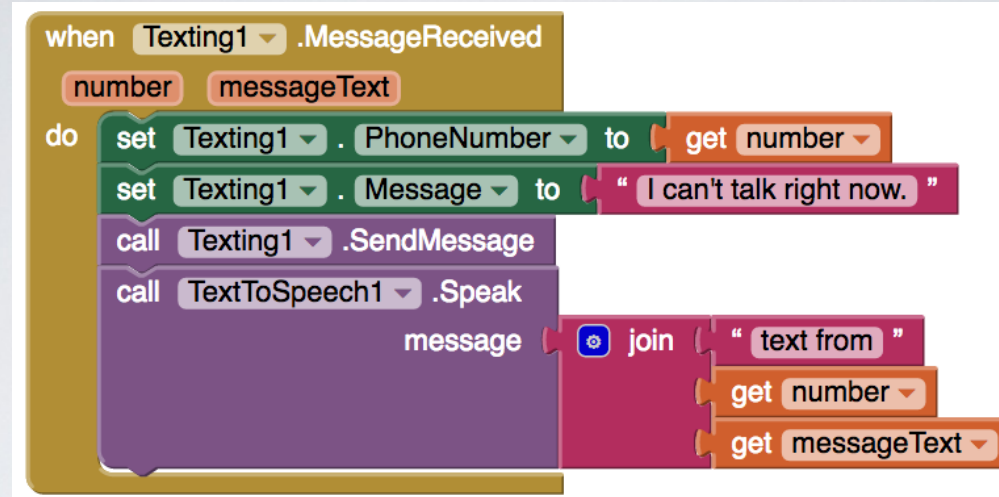 when Texting1 .MessageReceived
number messageText
do set Texting1 . PhoneNumber to get number
set Texting1 . Message to “ I can't talk right now. ”
call Texting1 .SendMessage
call TextToSpeech1 .Speak
message join “ text from ”
get number
get messageText